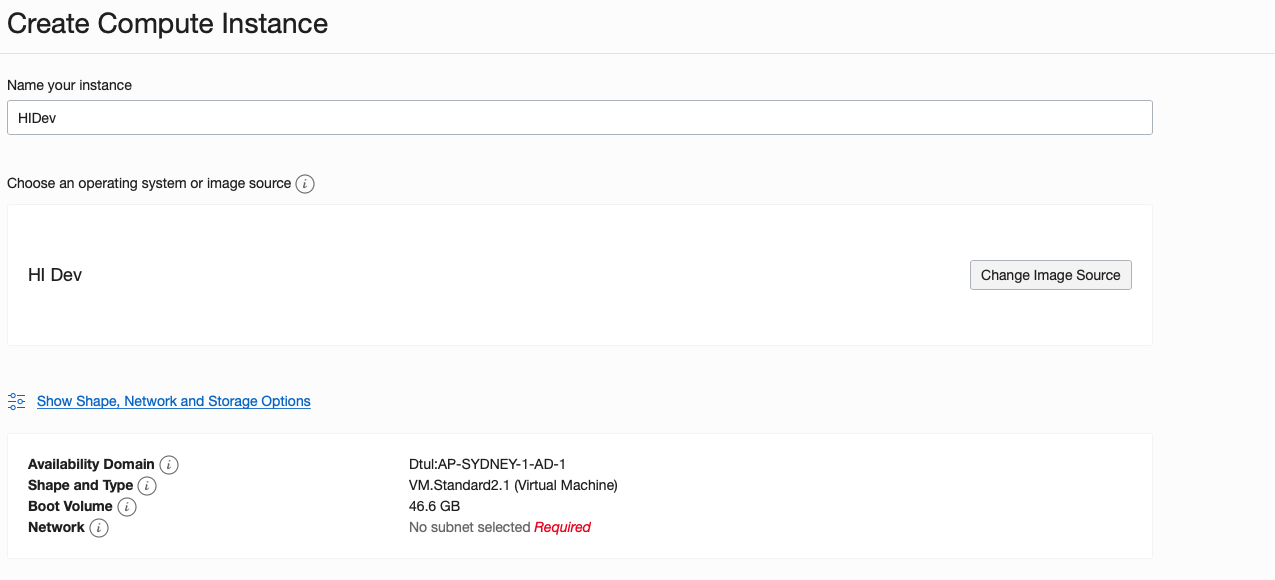 Create Compute Instance
Name your instance
HIDev
Choose an operating system or image source i
HI Dev
Change Image Source
Show Shape, Network and Storage Options
Availability Domain i Dtul:AP-SYDNEY-1-AD-1
Shape and Type i VM.Standard2.1 (Virtual Machine)
Boot Volume i 46.6 GB
Network i No subnet selected Required